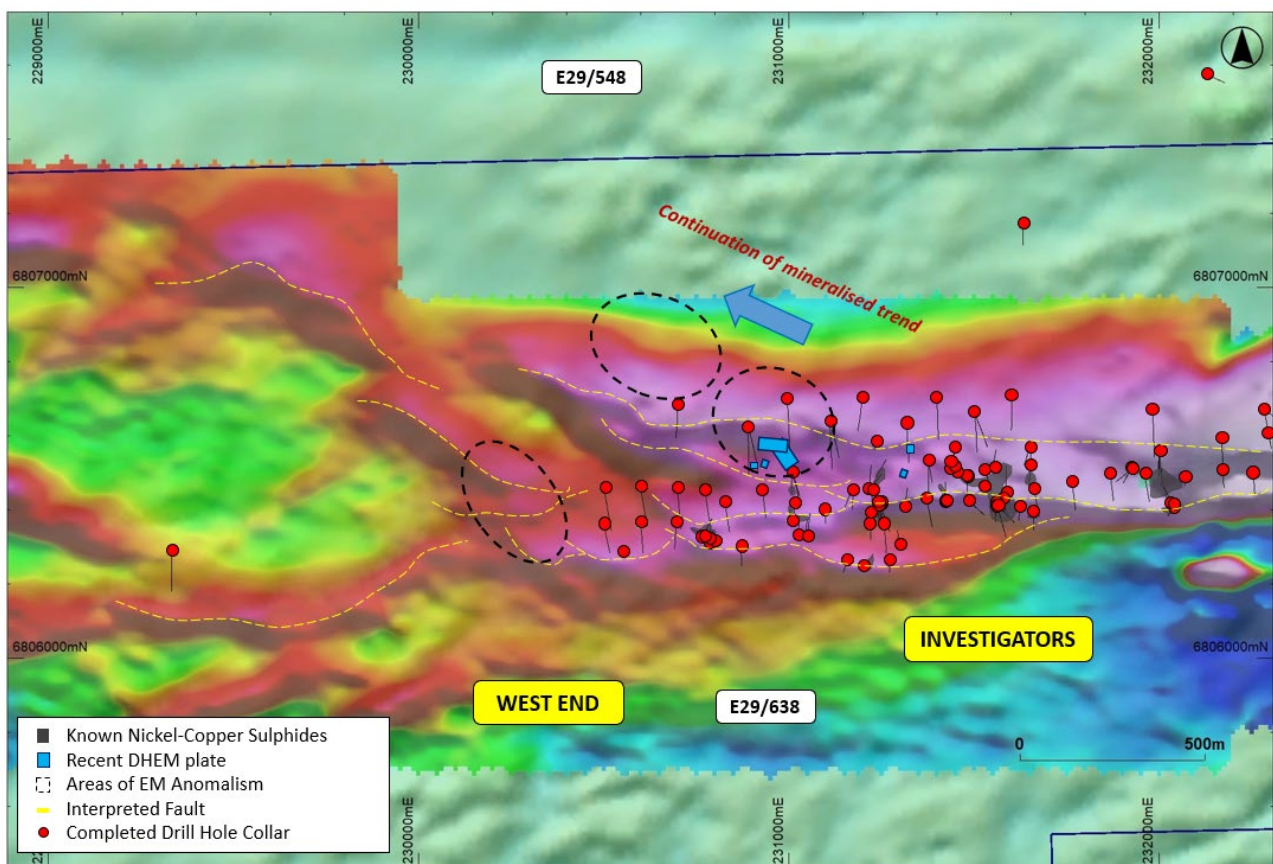 229000mE
230000mE
231000mE
232000mE
E29/548
Continuation of mineralised trend
6807000mN
6807000mN
INVESTIGATORS
6806000mN
6806000mN
WEST END
E29/638
Known Nickel-Copper Sulphides
Recent DHEM plate
Areas of EM Anomalism
Interpreted Fault
Completed Drill Hole Collar
0 500m
230000mE
231000mE
232000mE